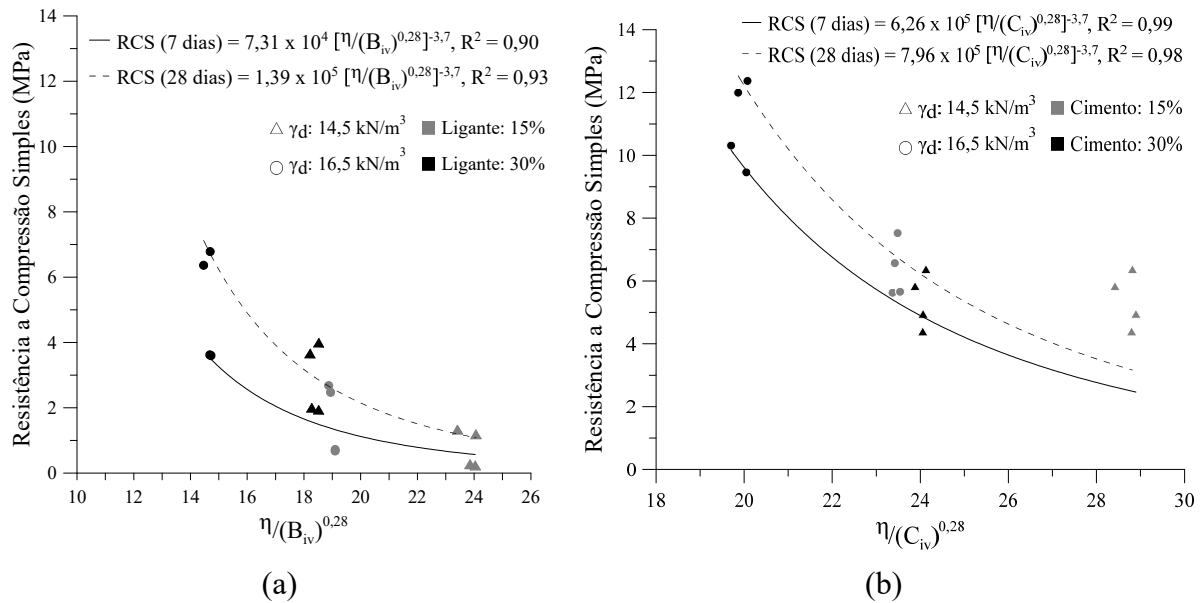 RCS (7 dias) = 7,31 x 10⁴ [η/(B_iv)^0,28]^-3,7, R² = 0,90
RCS (28 dias) = 1,39 x 10⁵ [η/(B_iv)^0,28]^-3,7, R² = 0,93
γd: 14,5 kN/m³ Ligante: 15%
γd: 16,5 kN/m³ Ligante: 30%
Resistência a Compressão Simples (MPa)
14
12
10
8
6
4
2
0
10 12 14 16 18 20 22 24 26
η/(B_iv)^0,28
(a)
RCS (7 dias) = 6,26 x 10⁵ [η/(C_iv)^0,28]^-3,7, R² = 0,99
RCS (28 dias) = 7,96 x 10⁵ [η/(C_iv)^0,28]^-3,7, R² = 0,98
γd: 14,5 kN/m³ Cimento: 15%
γd: 16,5 kN/m³ Cimento: 30%
Resistência a Compressão Simples (MPa)
14
12
10
8
6
4
2
0
18 20 22 24 26 28 30
η/(C_iv)^0,28
(b)